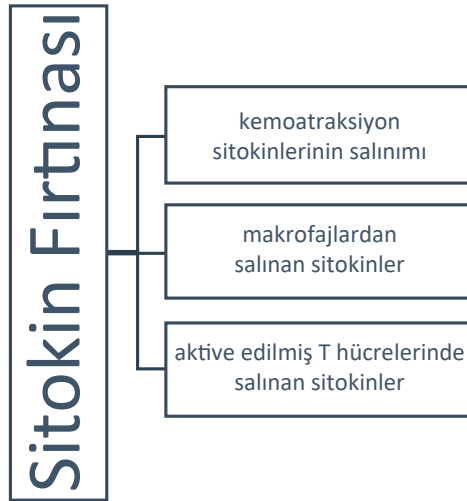 Sitokin Fırtınası
kemoatraksiyon
sitokinlerinin salınımı
makrofajlardan
salınan sitokinler
aktive edilmiş T hücrelerinde
salınan sitokinler